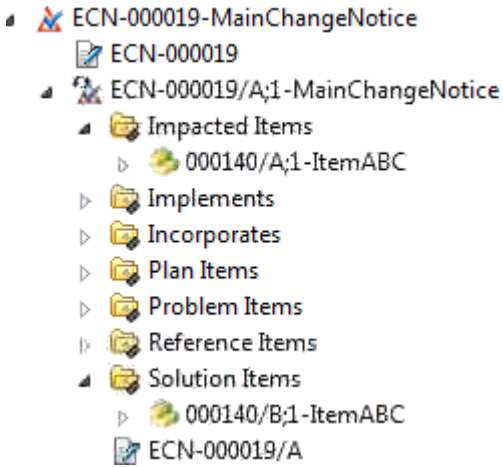 ECN-000019-MainChangeNotice
ECN-000019
ECN-000019/A;1-MainChangeNotice
Impacted Items
000140/A;1-ItemABC
Implements
Incorporates
Plan Items
Problem Items
Reference Items
Solution Items
000140/B;1-ItemABC
ECN-000019/A